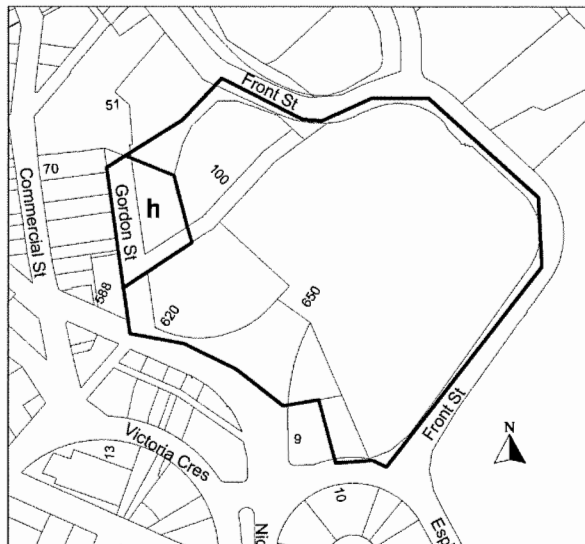 Front St
51
100
70
Gordon St
h
Commercial St
588
620
650
Front St
N
Victoria Cres
9
13
10